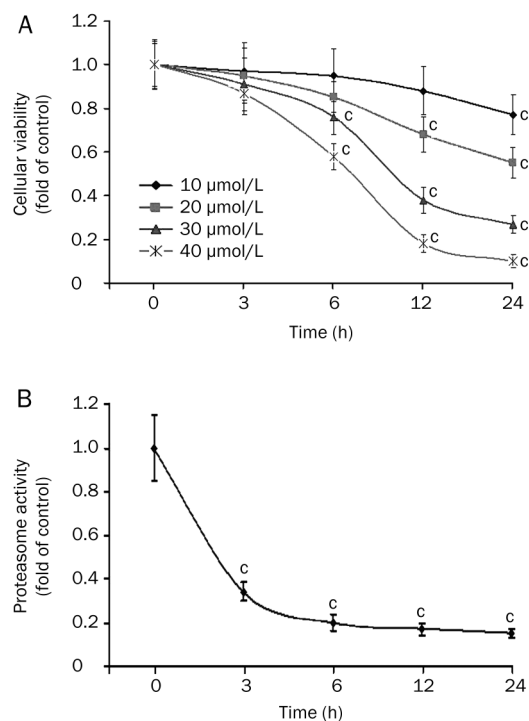 A
1.2
1.0
0.8
0.6
0.4
0.2
0
Cellular viability
(fold of control)
10 µmol/L
20 µmol/L
30 µmol/L
40 µmol/L
c
c
c
c
c
c
c
c
c
0 3 6 12 24
Time (h)
B
1.2
1.0
0.8
0.6
0.4
0.2
0
Proteasome activity
(fold of control)
c
c
c
c
0 3 6 12 24
Time (h)